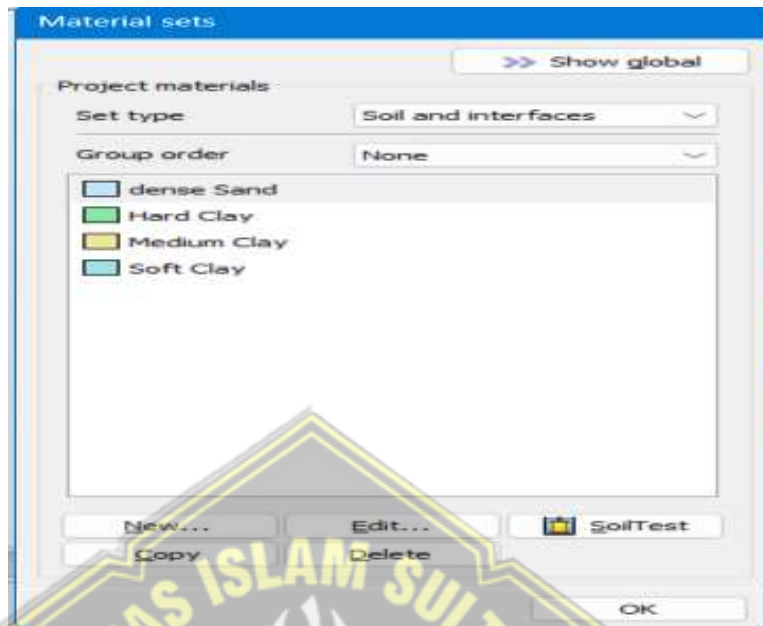 Material sets
>> Show global
Project materials
Set type Soil and interfaces
Group order None
dense Sand
Hard Clay
Medium Clay
Soft Clay
New... Edit... SoilTest
Copy Delete
OK
AS ISLAM SUL